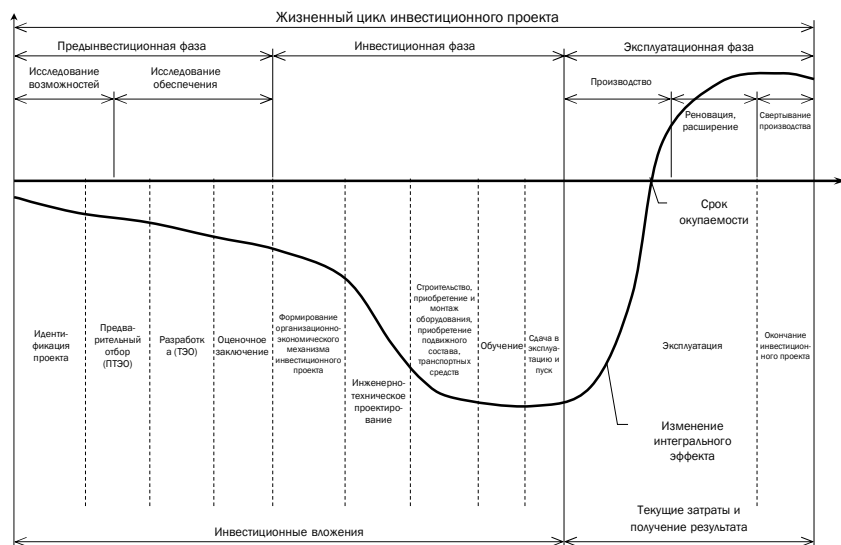 Жизненный цикл инвестиционного проекта
Предынвестиционная фаза
Инвестиционная фаза
Эксплуатационная фаза
Исследование
возможностей
Исследование
обеспечения
Производство
Реновация,
расширение
Свертывание
производства
Срок
окупаемости
Иденти-
фикация
проекта
Предва-
рительный
отбор
(ПТЭО)
Разработк
а (ТЭО)
Оценочное
заключение
Формирование
организационно-
экономического
механизма
инвестиционного
проекта
Инженерно-
техническое
проектиро-
вание
Строительство,
приобретение и
монтаж
оборудования,
приобретение
подвижного
состава,
транспортных
средств
Обучение
Сдача в
эксплуа-
тацию и
пуск
Эксплуатация
Окончание
инвестицион-
ного проекта
Изменение
интегрального
эффекта
Инвестиционные вложения
Текущие затраты и
получение результата